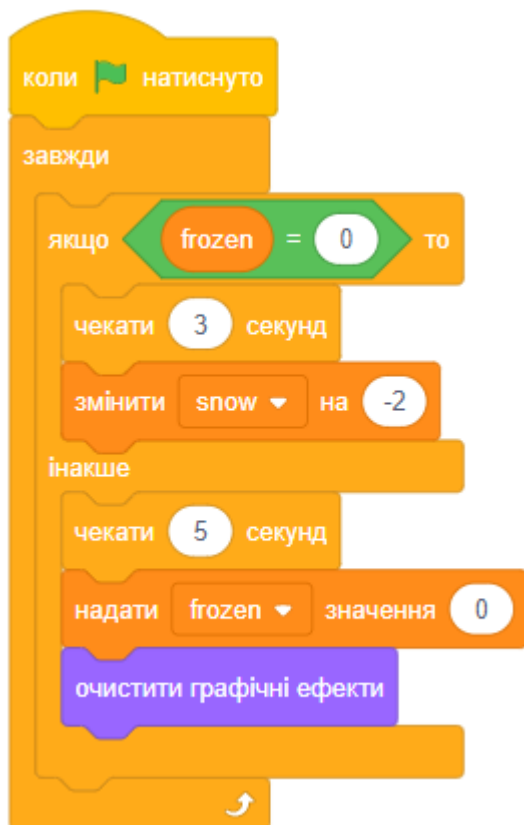 коли натиснуто
завжди
якщо frozen = 0 то
чекати 3 секунд
змінити snow на -2
інакше
чекати 5 секунд
надати frozen значення 0
очистити графічні ефекти